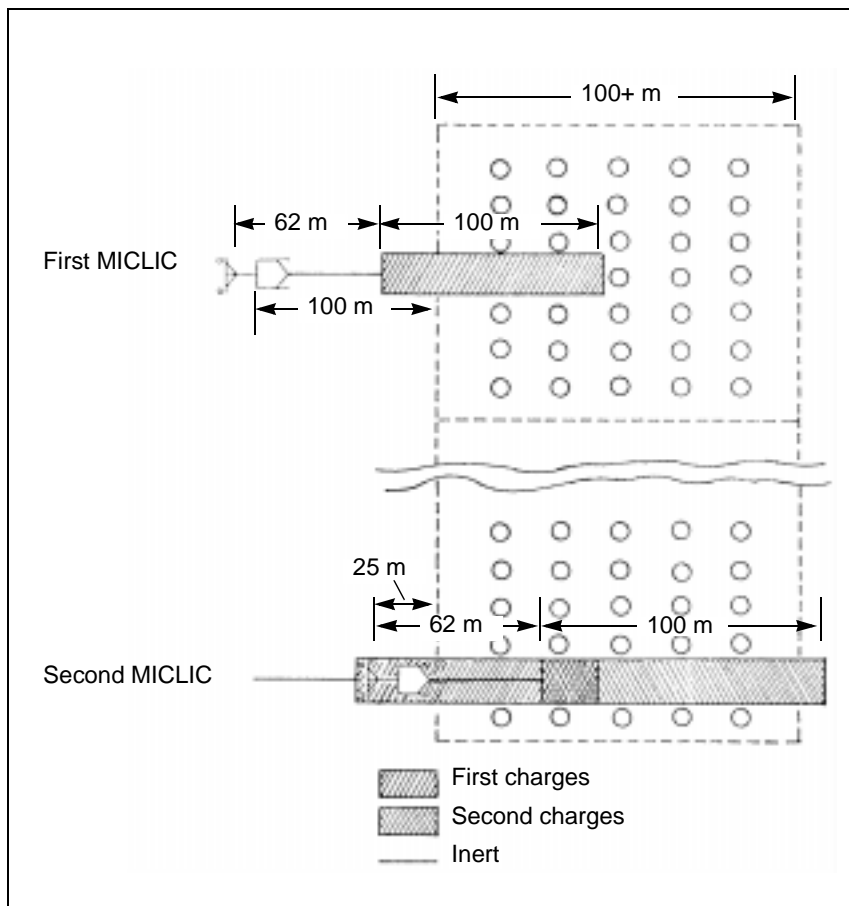 100+ m
62 m
100 m
First MICLIC
100 m
25 m
62 m
100 m
Second MICLIC
First charges
Second charges
Inert